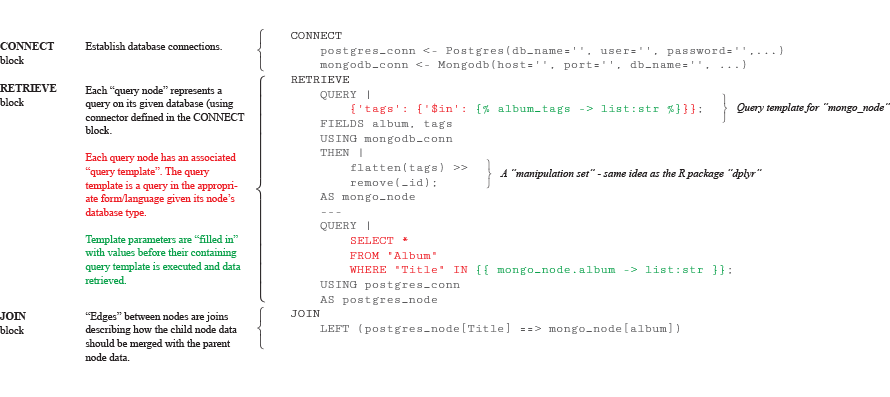 CONNECT
block
Establish database connections.
CONNECT
postgres_conn <- Postgres(db_name='', user='', password='',...)
mongodb_conn <- Mongodb(host='', port='', db_name='', ...)
RETRIEVE
block
Each “query node” represents a
query on its given database (using
connector defined in the CONNECT
block.
Each query node has an associated
“query template”. The query
template is a query in the appropri-
ate form/language given its node’s
database type.
Template parameters are “filled in”
with values before their containing
query template is executed and data
retrieved.
RETRIEVE
QUERY |
{'tags': {'$in': {% album_tags -> list:str %}}};
Query template for "mongo_node"
FIELDS album, tags
USING mongodb_conn
THEN |
flatten(tags) >>
remove(_id);
A "manipulation set" - same idea as the R package "dplyr"
AS mongo_node
---
QUERY |
SELECT *
FROM "Album"
WHERE "Title" IN {{ mongo_node.album -> list:str }};
USING postgres_conn
AS postgres_node
JOIN
block
“Edges” between nodes are joins
describing how the child node data
should be merged with the parent
node data.
JOIN
LEFT (postgres_node[Title] ==> mongo_node[album])